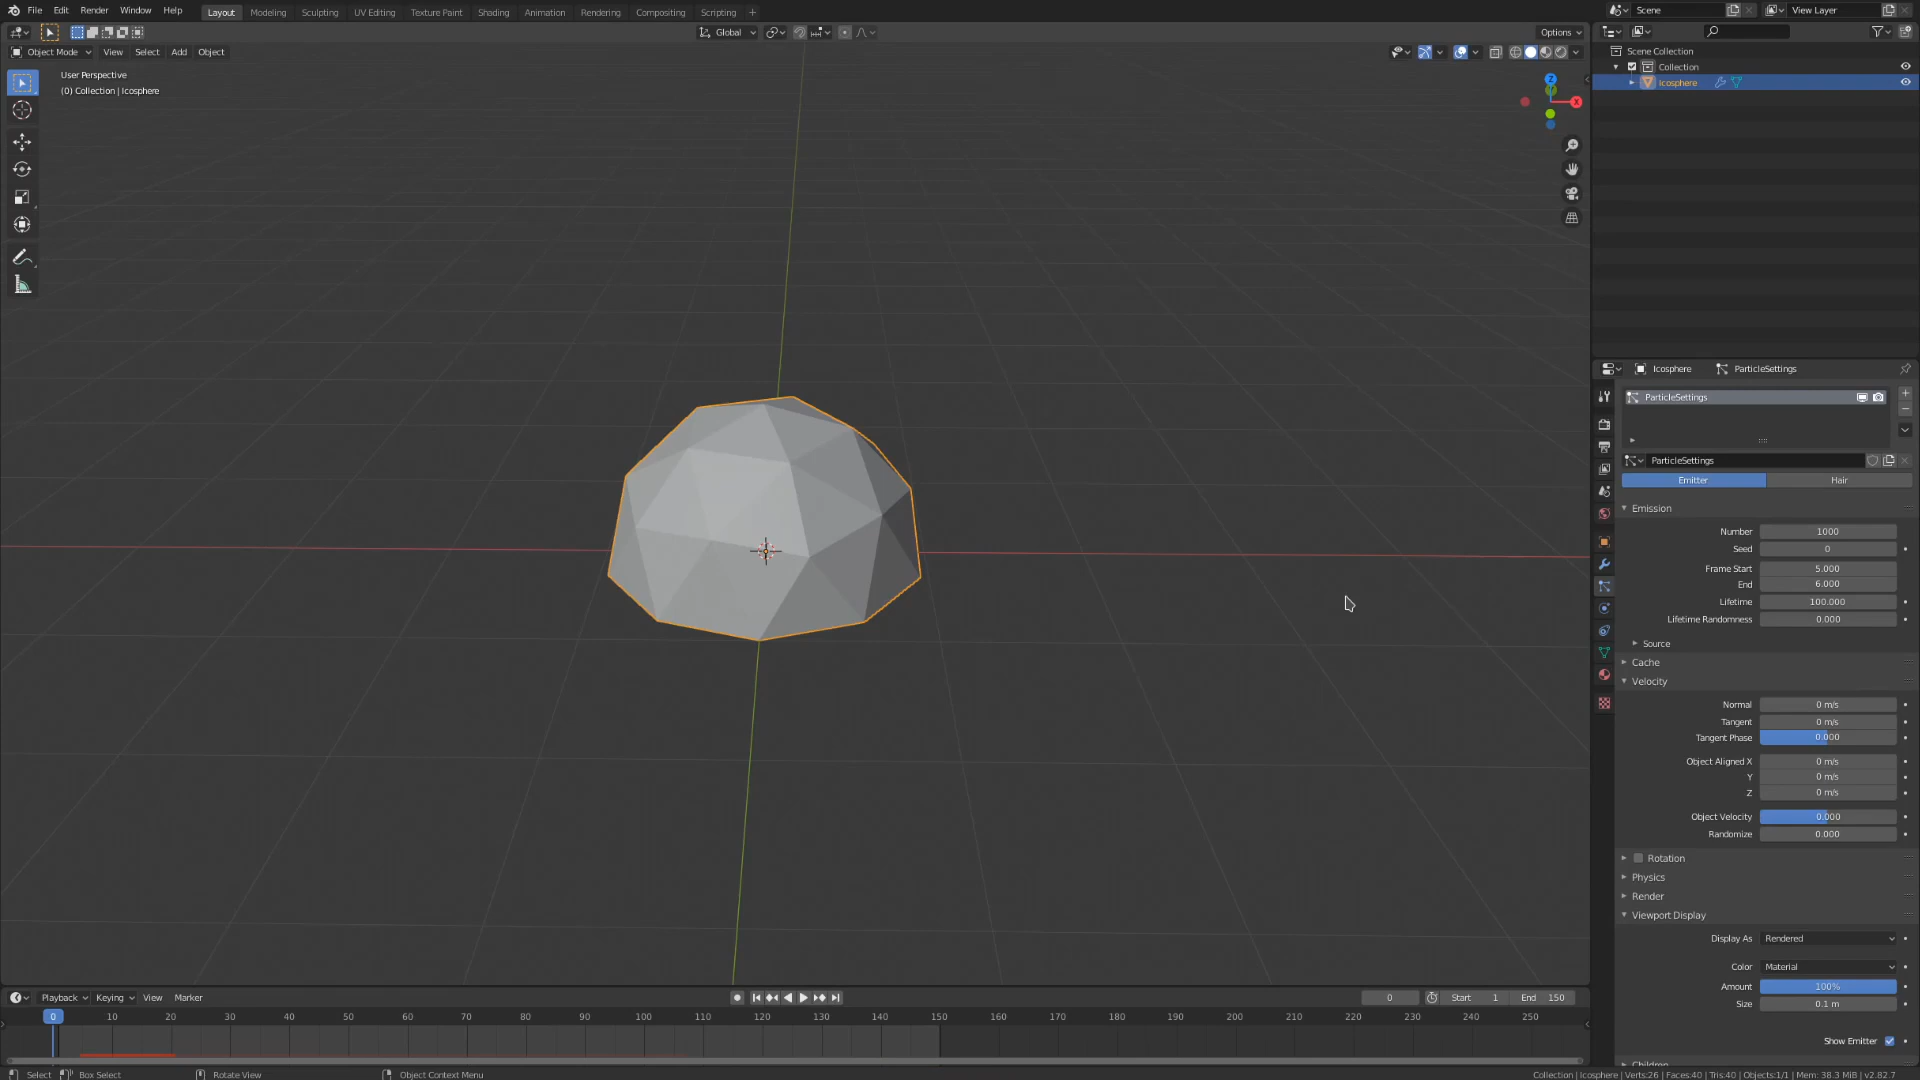 File Edit Render Window Help Layout Modeling Sculpting UV Editing Texture Paint Shading Animation Rendering Compositing Scripting + Scene View Layer
Global Options
Object Mode View Select Add Object
User Perspective
(0) Collection | Icosphere
Z
X
Scene Collection
Collection
Icosphere
Icosphere ParticleSettings
ParticleSettings
ParticleSettings
Emitter Hair
Emission
Number 1000
Seed 0
Frame Start 5.000
End 6.000
Lifetime 100.000
Lifetime Randomness 0.000
Source
Cache
Velocity
Normal 0 m/s
Tangent 0 m/s
Tangent Phase 0.000
Object Aligned X 0 m/s
Y 0 m/s
Z 0 m/s
Object Velocity 0.000
Randomize 0.000
Rotation
Physics
Render
Viewport Display
Display As Rendered
Color Material
Amount 100%
Size 0.1 m
Show Emitter
Children
Playback Keying View Marker 0 Start 1 End 150
0 10 20 30 40 50 60 70 80 90 100 110 120 130 140 150 160 170 180 190 200 210 220 230 240 250
Select Box Select Rotate View Object Context Menu Collection | Icosphere | Verts:26 | Faces:40 | Tris:40 | Objects:1/1 | Mem: 38.3 MiB | v2.82.7